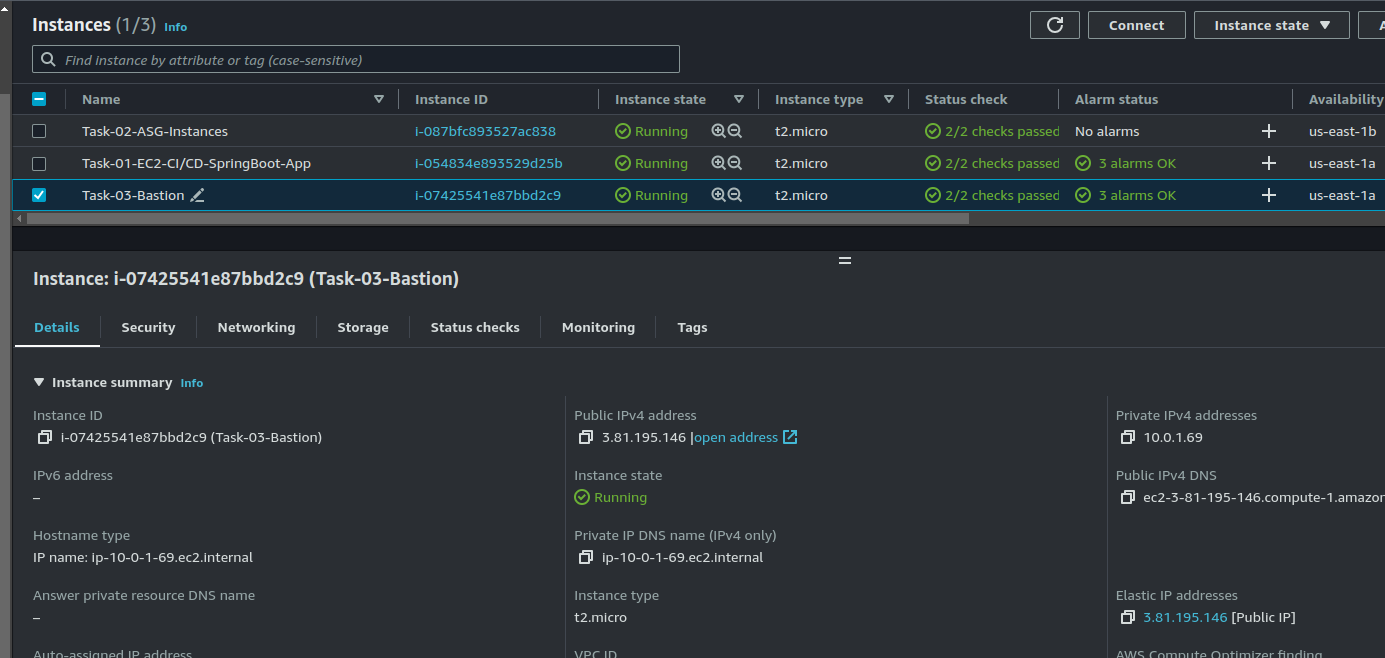 Instances (1/3) Info
Connect
Instance state
Find instance by attribute or tag (case-sensitive)
Name Instance ID Instance state Instance type Status check Alarm status Availability
Task-02-ASG-Instances i-087bfc893527ac838 Running t2.micro 2/2 checks passed No alarms + us-east-1b
Task-01-EC2-CI/CD-SpringBoot-App i-054834e893529d25b Running t2.micro 2/2 checks passed 3 alarms OK + us-east-1a
Task-03-Bastion i-07425541e87bbd2c9 Running t2.micro 2/2 checks passed 3 alarms OK + us-east-1a
Instance: i-07425541e87bbd2c9 (Task-03-Bastion)
Details Security Networking Storage Status checks Monitoring Tags
Instance summary Info
Instance ID
i-07425541e87bbd2c9 (Task-03-Bastion)
Public IPv4 address
3.81.195.146 |open address
Private IPv4 addresses
10.0.1.69
IPv6 address
–
Instance state
Running
Public IPv4 DNS
ec2-3-81-195-146.compute-1.amazon
Hostname type
IP name: ip-10-0-1-69.ec2.internal
Private IP DNS name (IPv4 only)
ip-10-0-1-69.ec2.internal
Answer private resource DNS name
–
Instance type
t2.micro
Elastic IP addresses
3.81.195.146 [Public IP]
Auto-assigned IP address
VPC ID
AWS Compute Optimizer finding